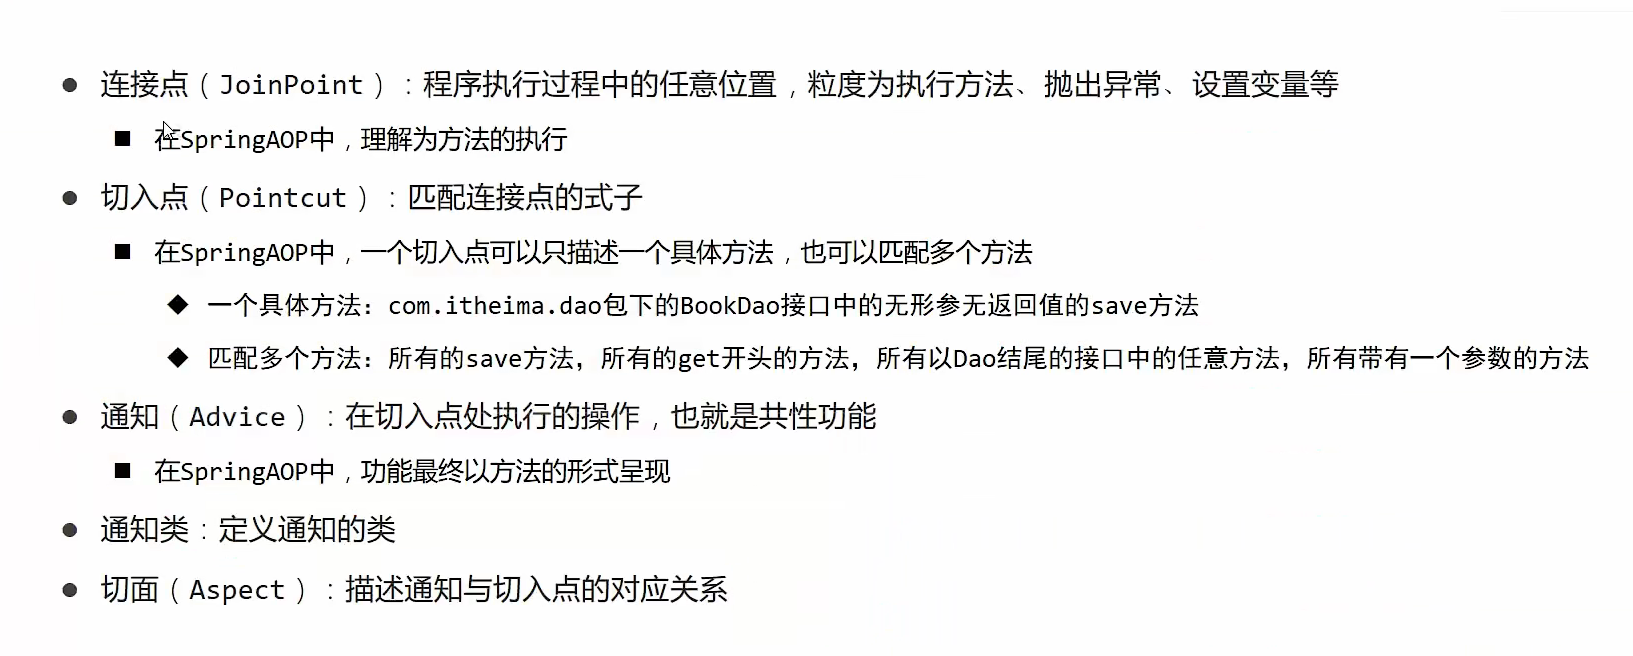 ● 连接点（JoinPoint）：程序执行过程中的任意位置，粒度为执行方法、抛出异常、设置变量等
■ 在SpringAOP中，理解为方法的执行
● 切入点（Pointcut）：匹配连接点的式子
■ 在SpringAOP中，一个切入点可以只描述一个具体方法，也可以匹配多个方法
◆ 一个具体方法：com.itheima.dao包下的BookDao接口中的无形参无返回值的save方法
◆ 匹配多个方法：所有的save方法，所有的get开头的方法，所有以Dao结尾的接口中的任意方法，所有带有一个参数的方法
● 通知（Advice）：在切入点处执行的操作，也就是共性功能
■ 在SpringAOP中，功能最终以方法的形式呈现
● 通知类：定义通知的类
● 切面（Aspect）：描述通知与切入点的对应关系